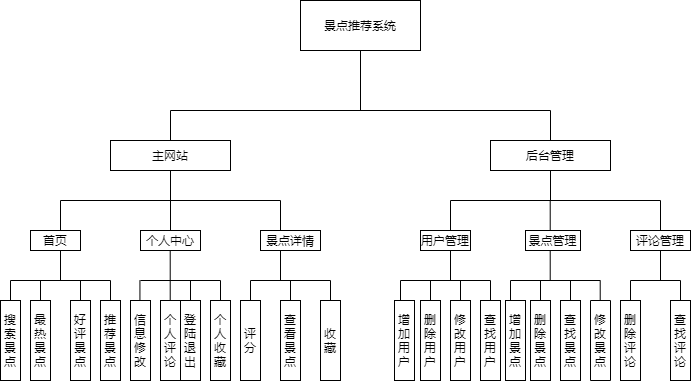 景点推荐系统
主网站
后台管理
首页
个人中心
景点详情
用户管理
景点管理
评论管理
搜索景点
最热景点
好评景点
推荐景点
信息修改
个人评论
登陆退出
个人收藏
评分
查看景点
收藏
增加用户
删除用户
修改用户
查找用户
增加景点
删除景点
查找景点
修改景点
删除评论
查找评论